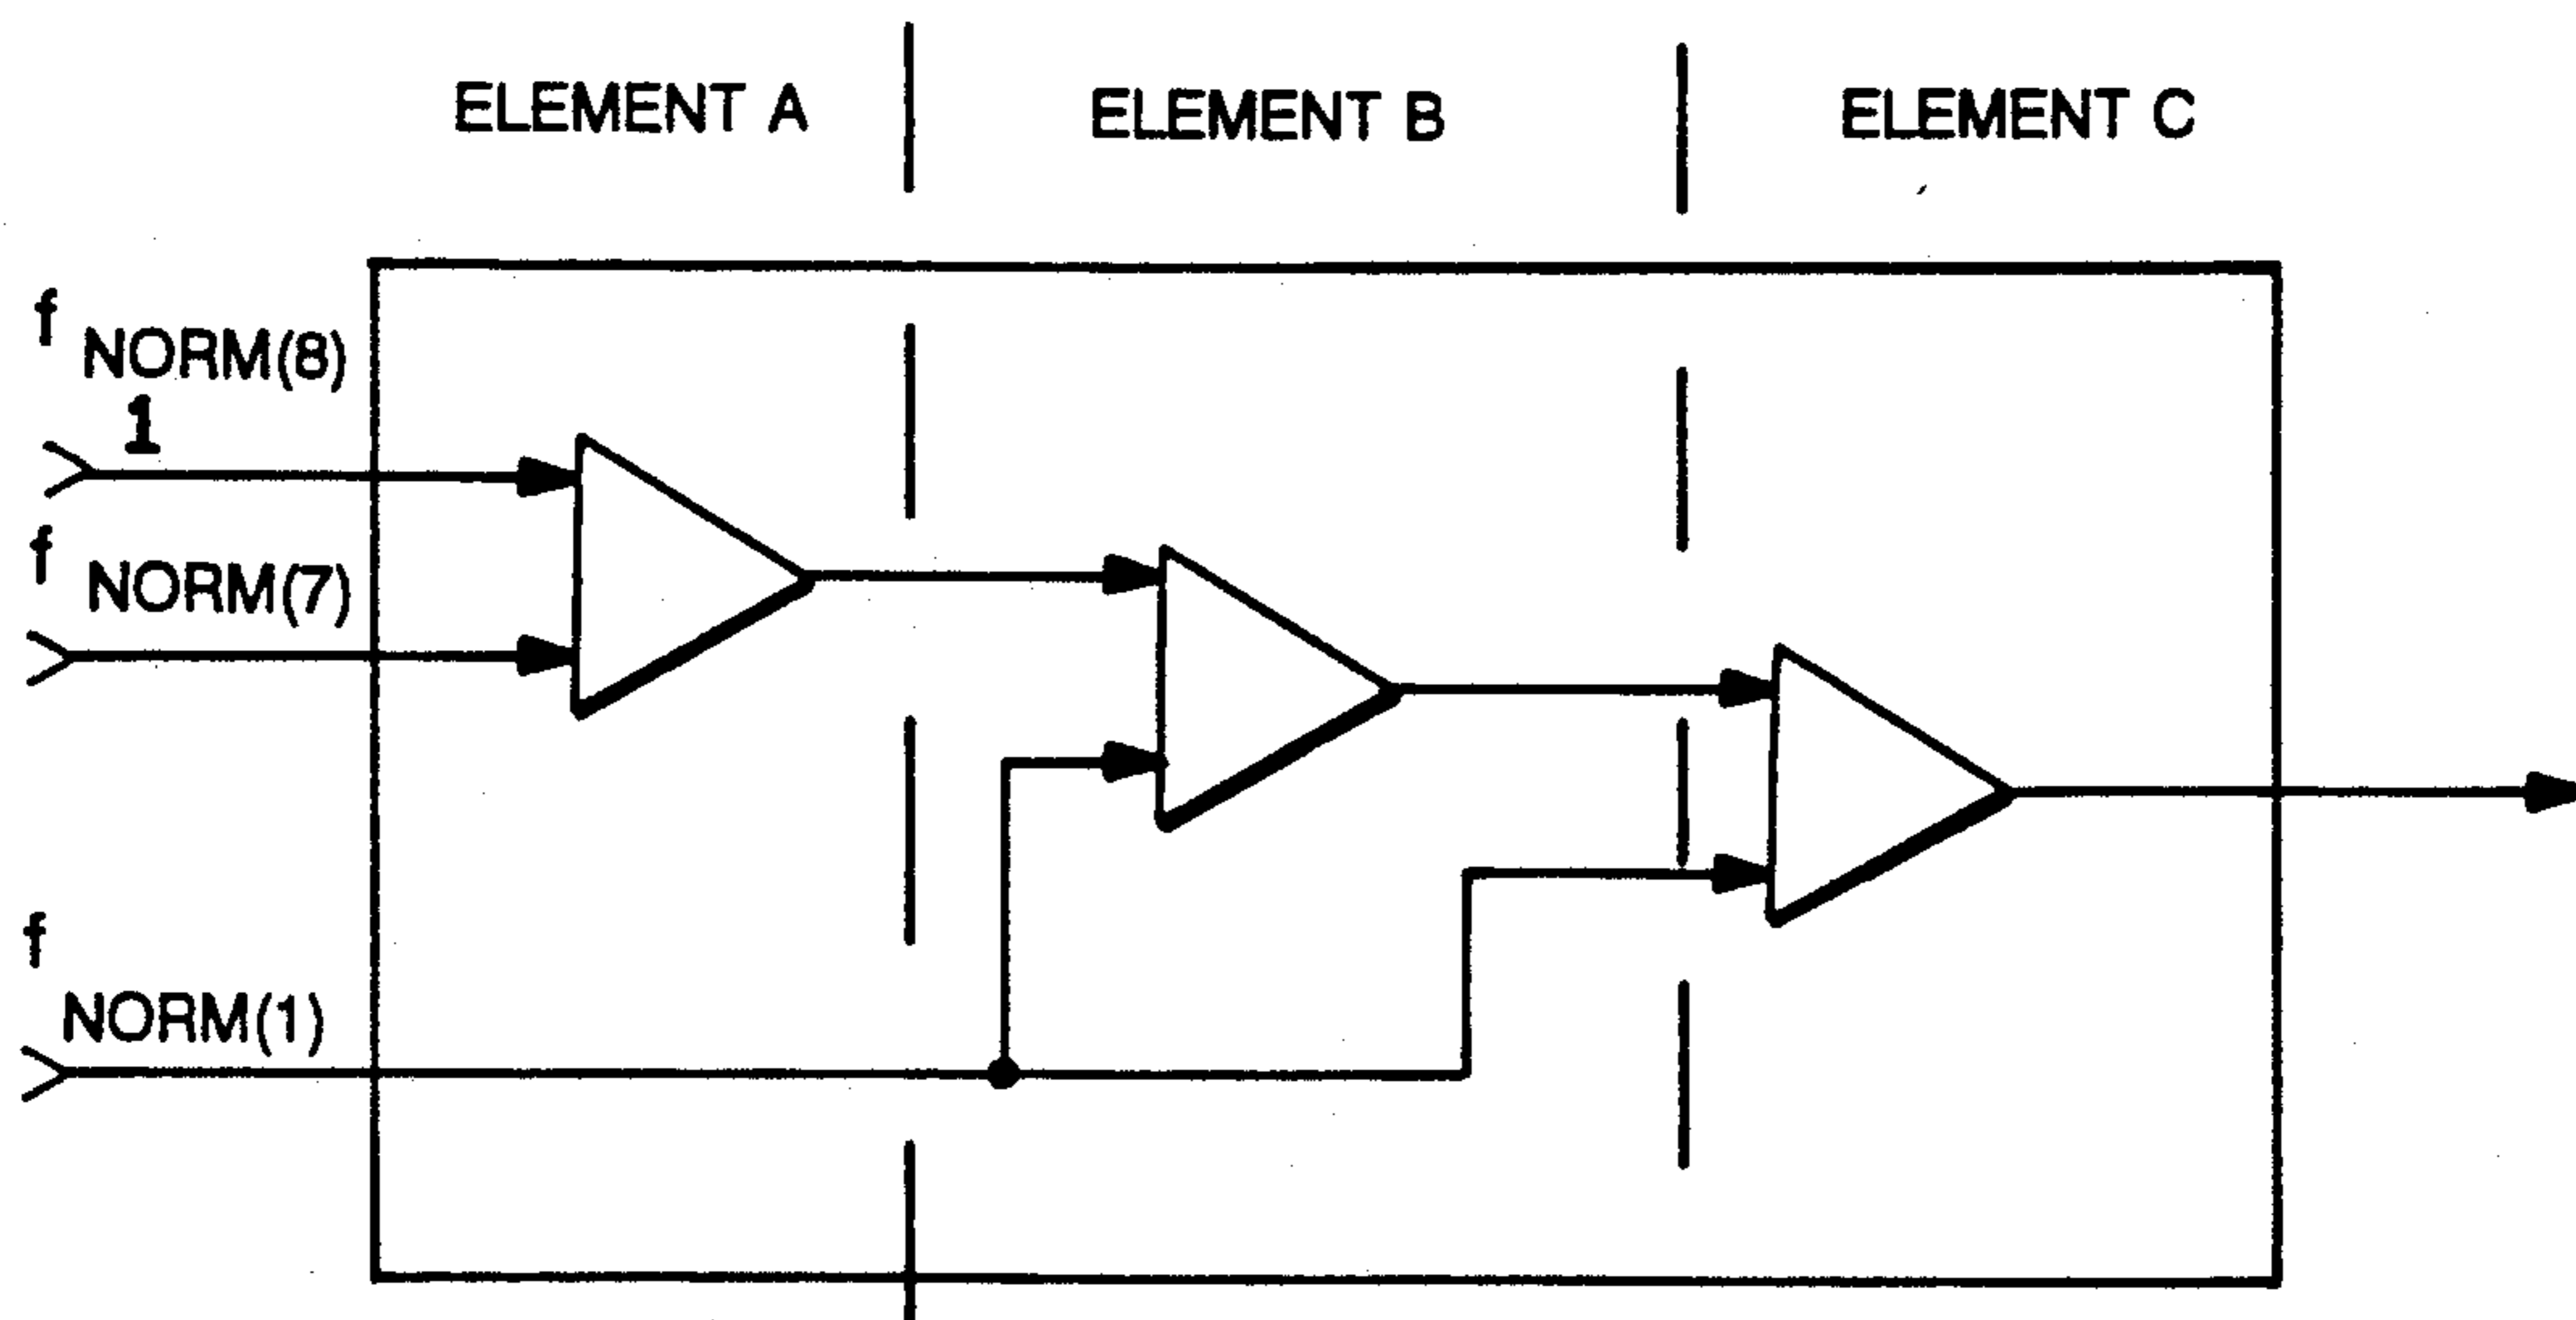 ELEMENT A
ELEMENT B
ELEMENT C
f NORM(8)
1
f NORM(7)
f NORM(1)